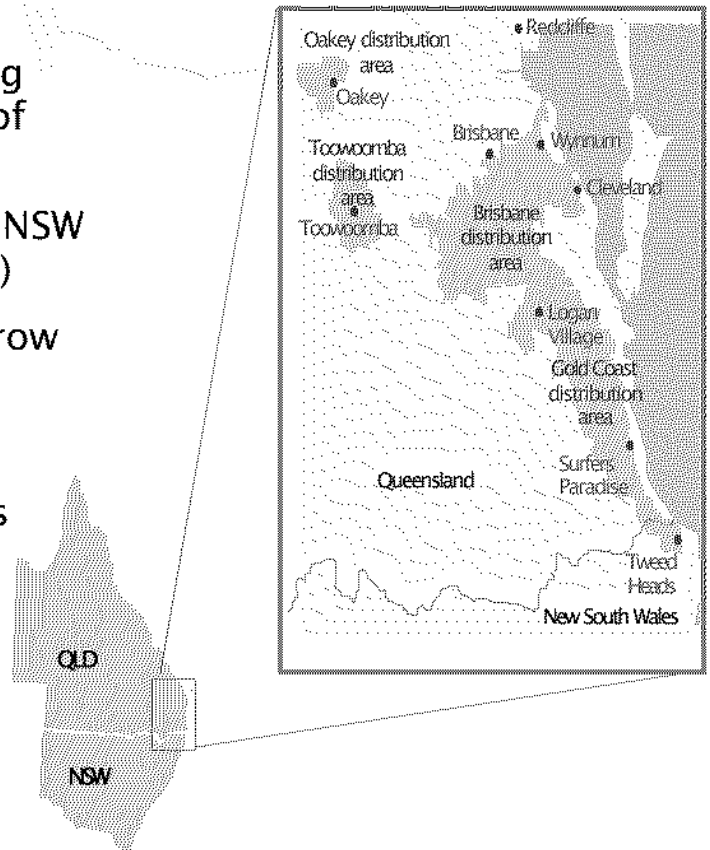 g
of
NSW
)
row
s
Redcliffe
Oakey distribution
area
Oakey
Brisbane
Wynnum
Toowoomba
distribution
area
Cleveland
Toowoomba
Brisbane
distribution
area
Logan
Village
Gold Coast
distribution
area
Surfers
Paradise
Queensland
Tweed
Heads
New South Wales
QLD
NSW